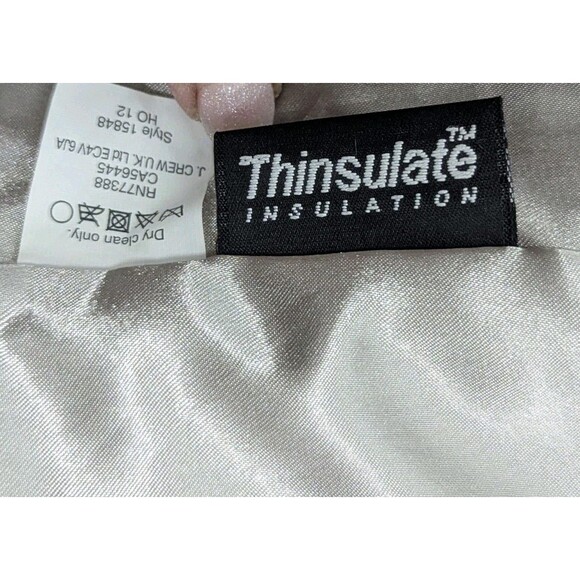 Dry clean only.
RN77388
CA56445
J. CREW U.K. Ltd EC4V 6JA
Style 15848
HO 12
Thinsulate™
INSULATION